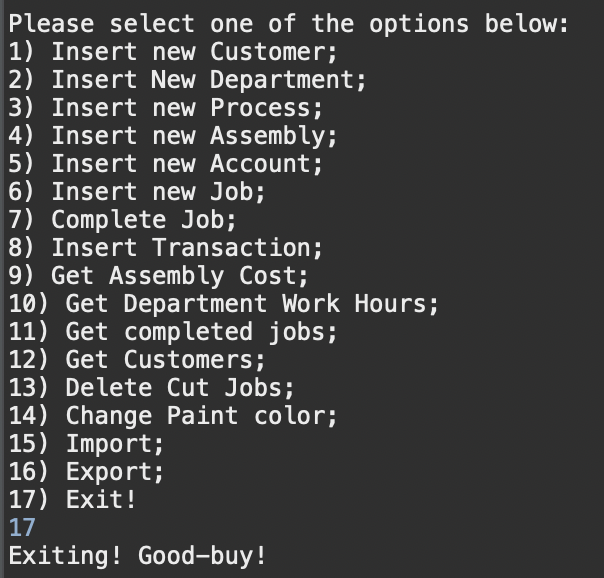 Please select one of the options below:
1) Insert new Customer;
2) Insert New Department;
3) Insert new Process;
4) Insert new Assembly;
5) Insert new Account;
6) Insert new Job;
7) Complete Job;
8) Insert Transaction;
9) Get Assembly Cost;
10) Get Department Work Hours;
11) Get completed jobs;
12) Get Customers;
13) Delete Cut Jobs;
14) Change Paint color;
15) Import;
16) Export;
17) Exit!
17
Exiting! Good-buy!